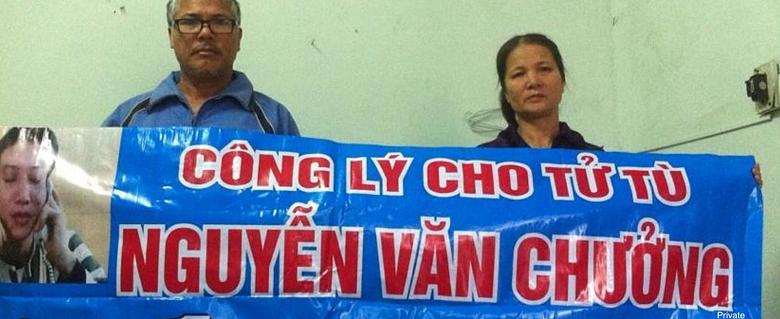 CÔNG LÝ CHO TỬ TÙ
NGUYỄN VĂN CHƯỞNG
Private